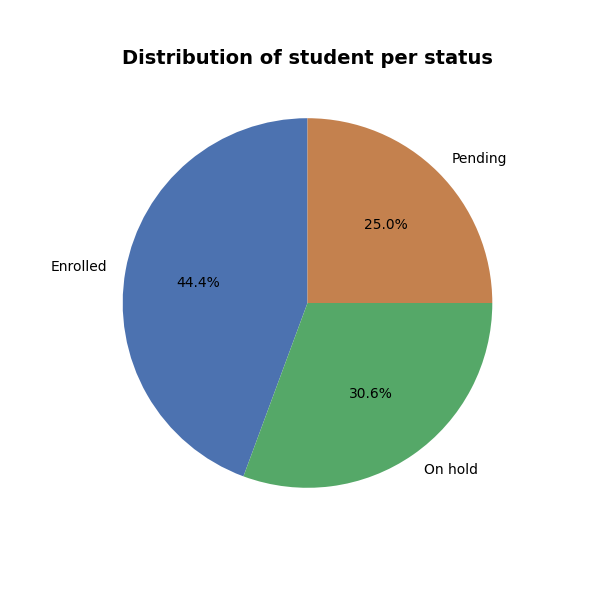 Distribution of student per status
Pending
25.0%
Enrolled
44.4%
30.6%
On hold